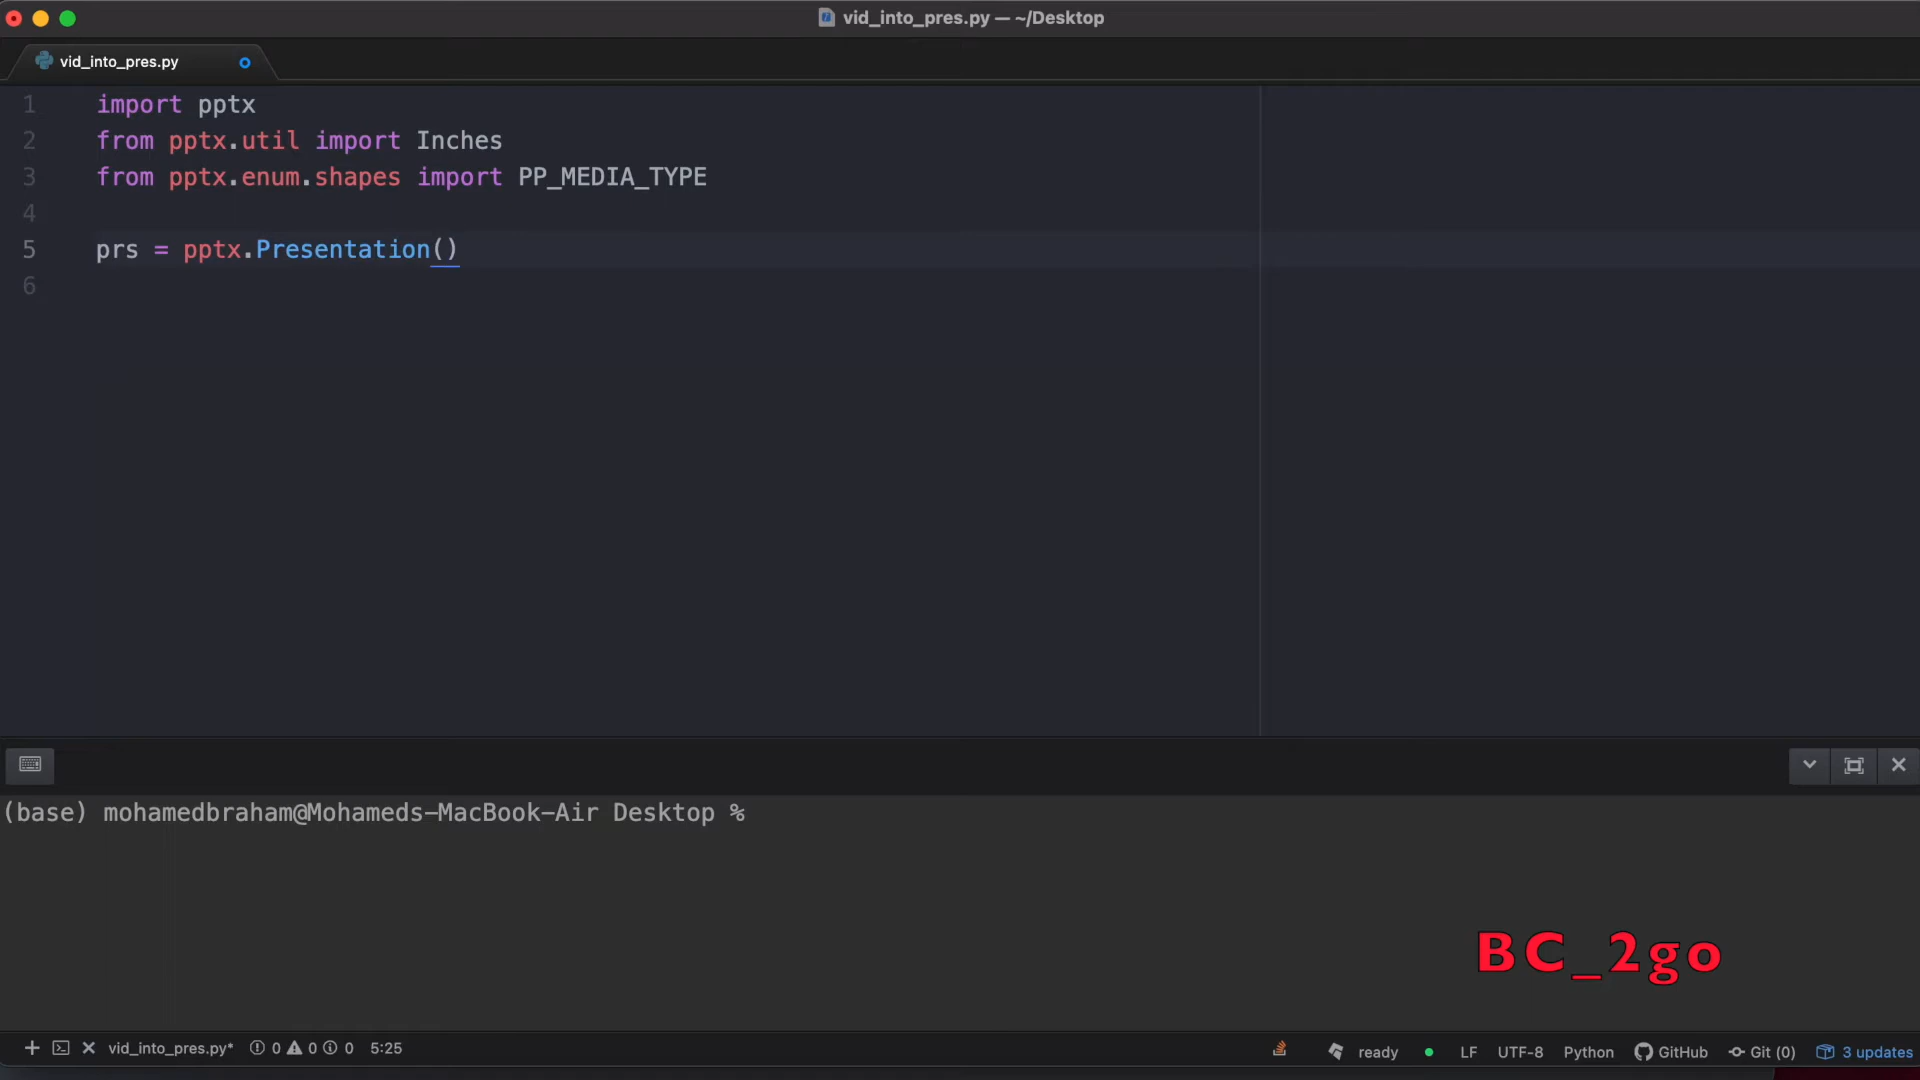 vid_into_pres.py — ~/Desktop
vid_into_pres.py
1 import pptx
2 from pptx.util import Inches
3 from pptx.enum.shapes import PP_MEDIA_TYPE
4
5 prs = pptx.Presentation()
6
(base) mohamedbraham@Mohameds-MacBook-Air Desktop %
BC_2go
vid_into_pres.py* 0 0 0 5:25 ready LF UTF-8 Python GitHub Git (0) 3 updates